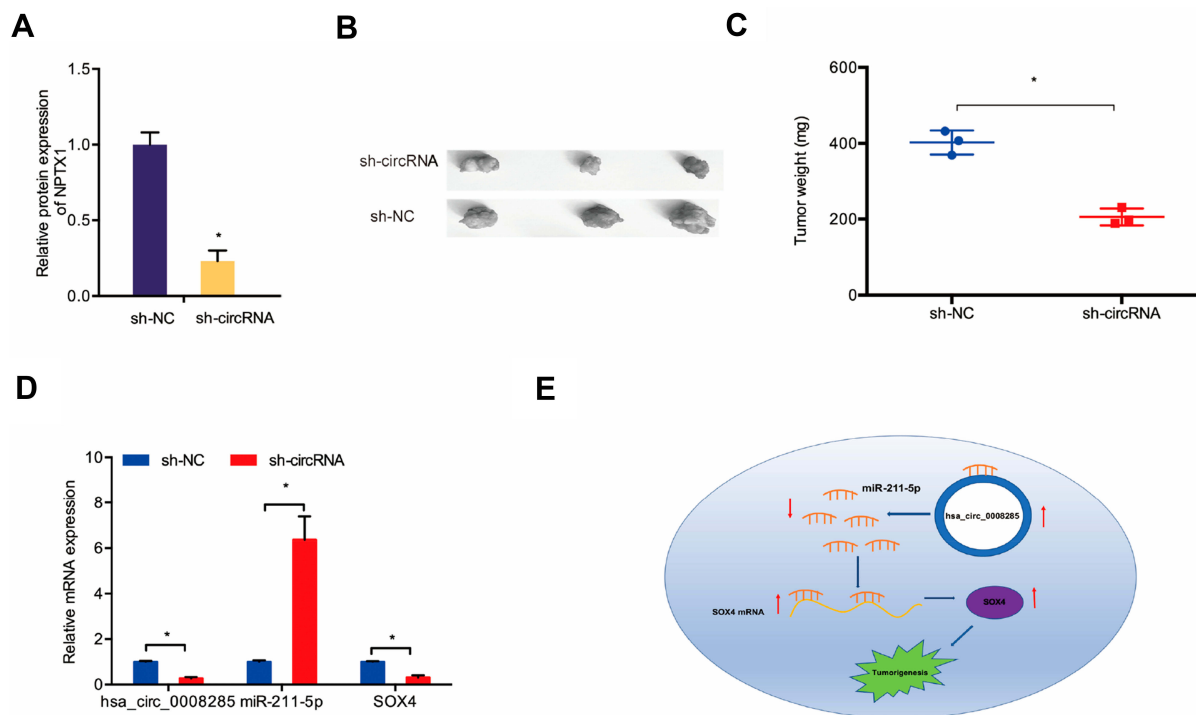 A
Relative protein expression
of NPTX1
1.5
1.0
0.5
0.0
*
sh-NC
sh-circRNA
B
sh-circRNA
sh-NC
C
Tumor weight (mg)
600
400
200
0
*
sh-NC
sh-circRNA
D
Relative mRNA expression
10
8
6
4
2
0
sh-NC
sh-circRNA
*
*
*
hsa_circ_0008285
miR-211-5p
SOX4
E
miR-211-5p
hsa_circ_0008285
SOX4 mRNA
SOX4
Tumorigenesis